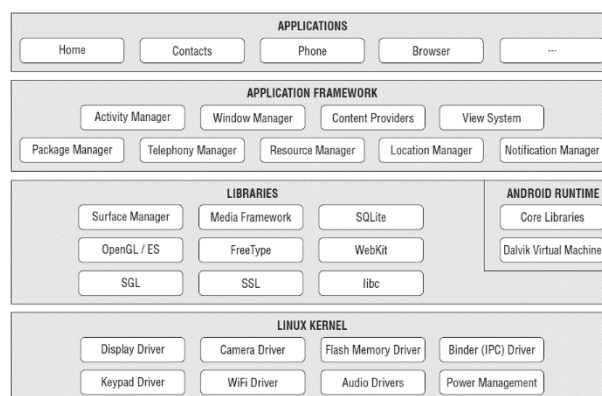 APPLICATIONS
Home Contacts Phone Browser ...
APPLICATION FRAMEWORK
Activity Manager Window Manager Content Providers View System
Package Manager Telephony Manager Resource Manager Location Manager Notification Manager
LIBRARIES
Surface Manager Media Framework SQLite
OpenGL / ES FreeType WebKit
SGL SSL libc
ANDROID RUNTIME
Core Libraries
Dalvik Virtual Machine
LINUX KERNEL
Display Driver Camera Driver Flash Memory Driver Binder (IPC) Driver
Keypad Driver WiFi Driver Audio Drivers Power Management